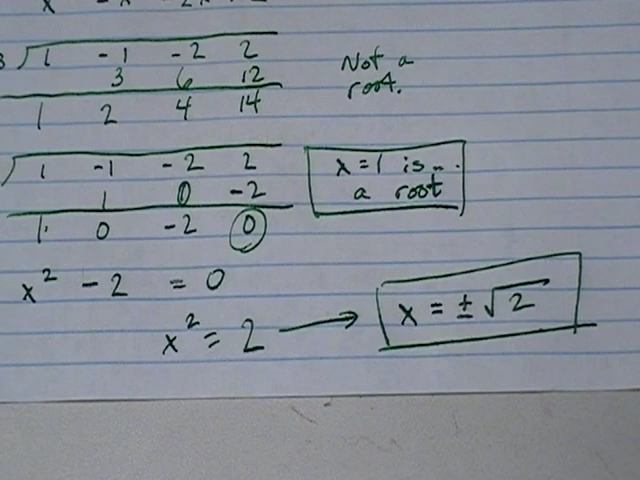 3 1 -1 -2 2
3 6 12
1 2 4 14
Not a
root.
1 -1 -2 2
1 0 -2
1 0 -2 0
x = 1 is
a root
x² - 2 = 0
x² = 2 → x = ± √2